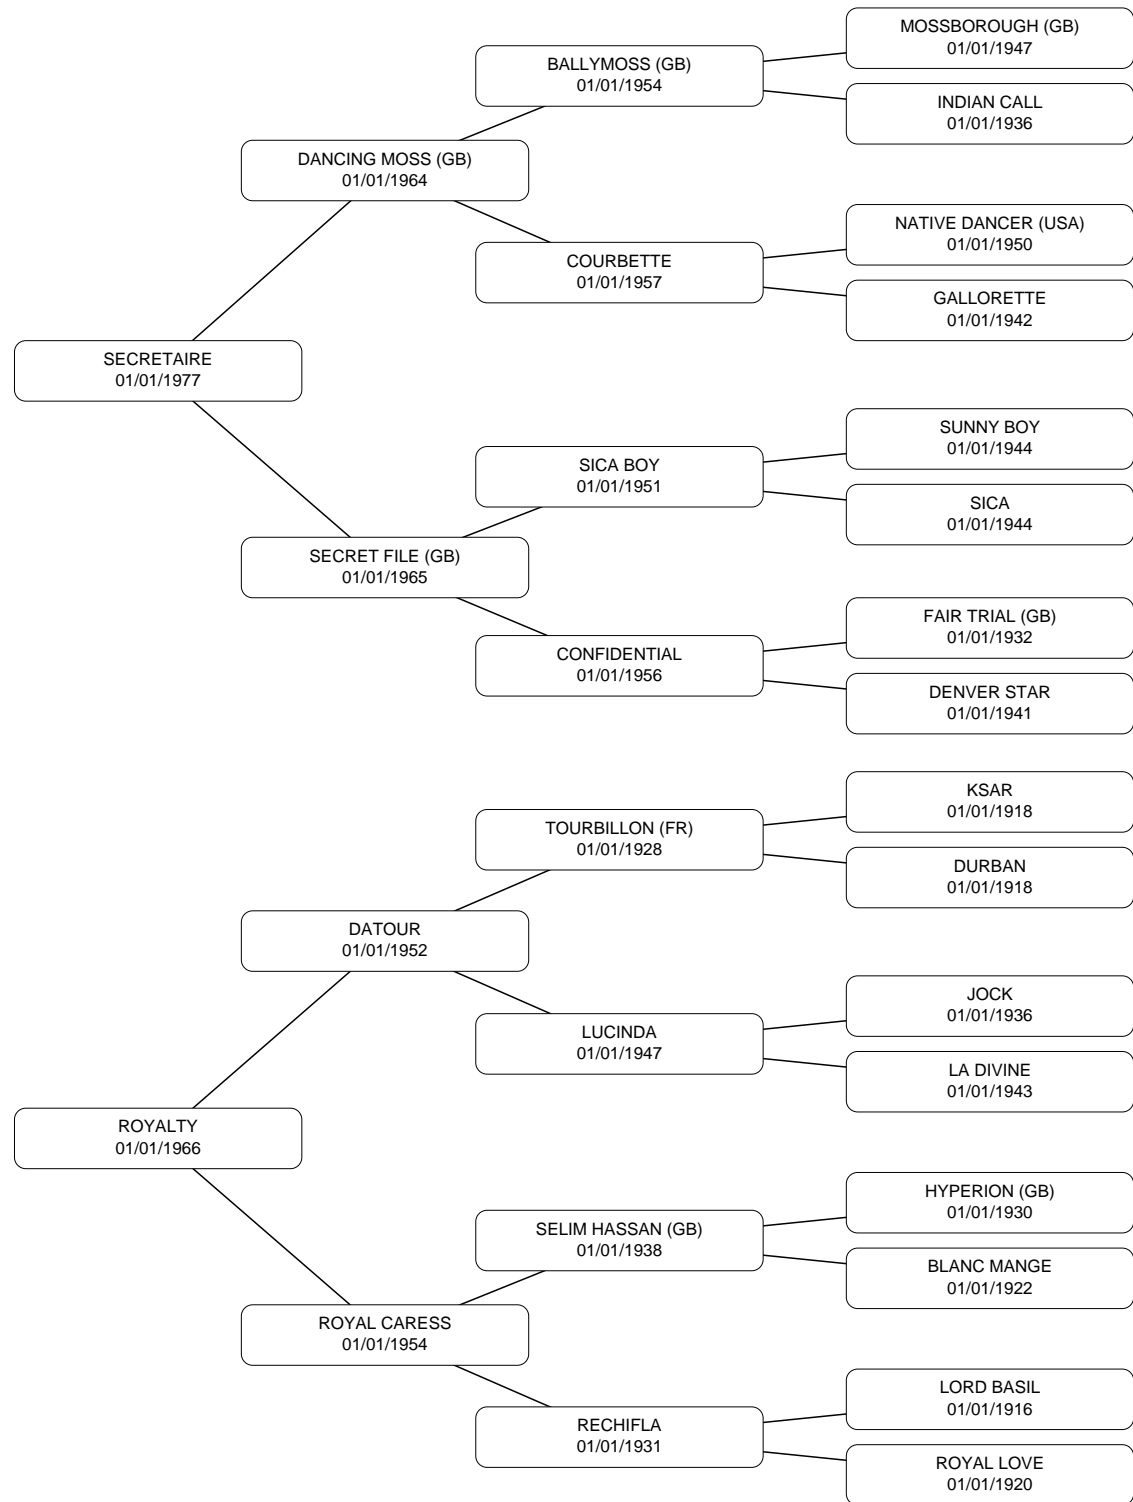 MOSSBOROUGH (GB)
01/01/1947
BALLYMOSS (GB)
01/01/1954
INDIAN CALL
01/01/1936
DANCING MOSS (GB)
01/01/1964
NATIVE DANCER (USA)
01/01/1950
COURBETTE
01/01/1957
GALLORETTE
01/01/1942
SECRETAIRE
01/01/1977
SUNNY BOY
01/01/1944
SICA BOY
01/01/1951
SICA
01/01/1944
SECRET FILE (GB)
01/01/1965
FAIR TRIAL (GB)
01/01/1932
CONFIDENTIAL
01/01/1956
DENVER STAR
01/01/1941
KSAR
01/01/1918
TOURBILLON (FR)
01/01/1928
DURBAN
01/01/1918
DATOUR
01/01/1952
JOCK
01/01/1936
LUCINDA
01/01/1947
LA DIVINE
01/01/1943
ROYALTY
01/01/1966
HYPERION (GB)
01/01/1930
SELIM HASSAN (GB)
01/01/1938
BLANC MANGE
01/01/1922
ROYAL CARESS
01/01/1954
LORD BASIL
01/01/1916
RECHIFLA
01/01/1931
ROYAL LOVE
01/01/1920